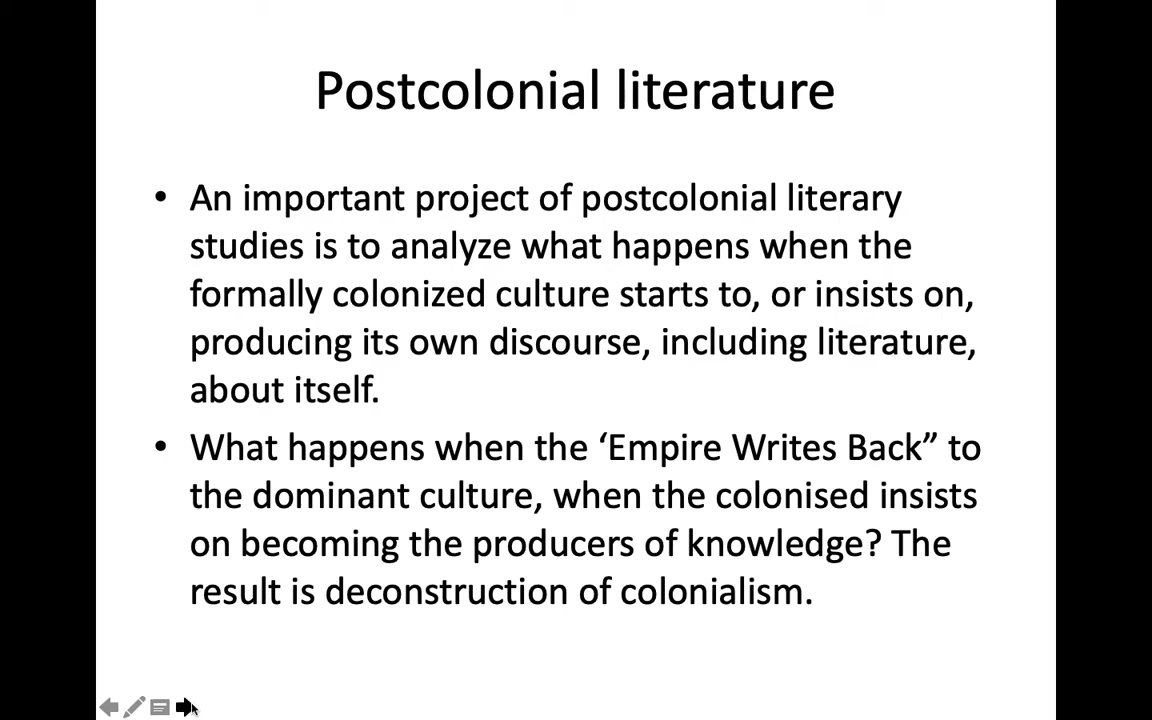 Postcolonial literature
• An important project of postcolonial literary
studies is to analyze what happens when the
formally colonized culture starts to, or insists on,
producing its own discourse, including literature,
about itself.
• What happens when the ‘Empire Writes Back” to
the dominant culture, when the colonised insists
on becoming the producers of knowledge? The
result is deconstruction of colonialism.